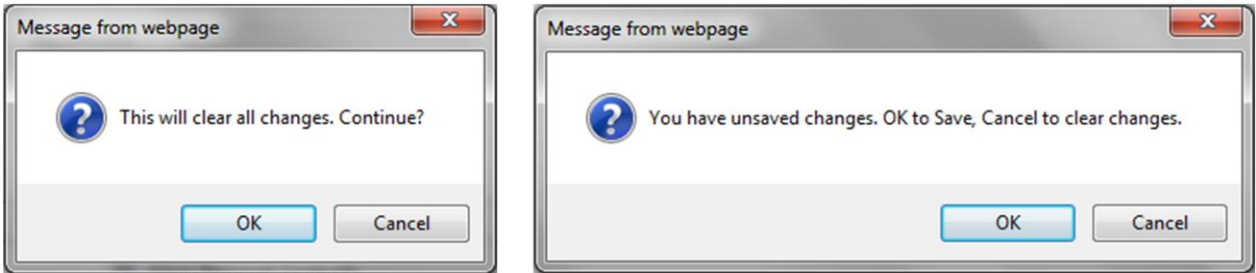 Message from webpage
This will clear all changes. Continue?
OK
Cancel
Message from webpage
You have unsaved changes. OK to Save, Cancel to clear changes.
OK
Cancel